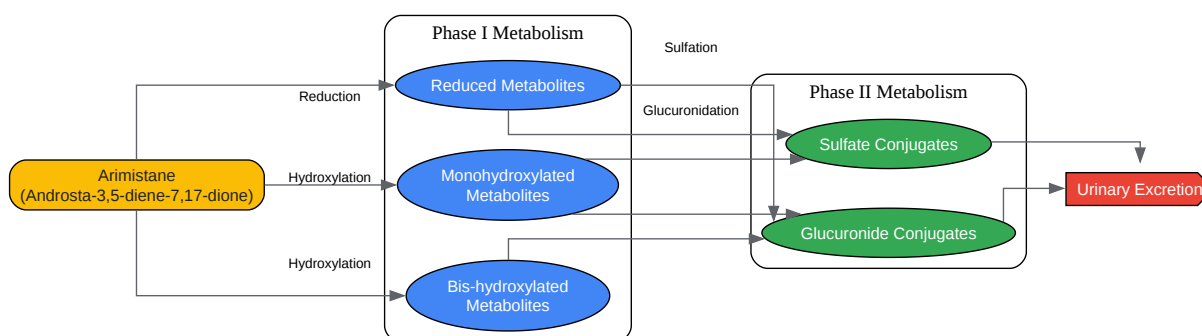 Phase I Metabolism
Sulfation
Reduced Metabolites
Phase II Metabolism
Reduction
Glucuronidation
Sulfate Conjugates
Arimistane
(Androsta-3,5-diene-7,17-dione)
Hydroxylation
Monohydroxylated
Metabolites
Urinary Excretion
Glucuronide Conjugates
Hydroxylation
Bis-hydroxylated
Metabolites